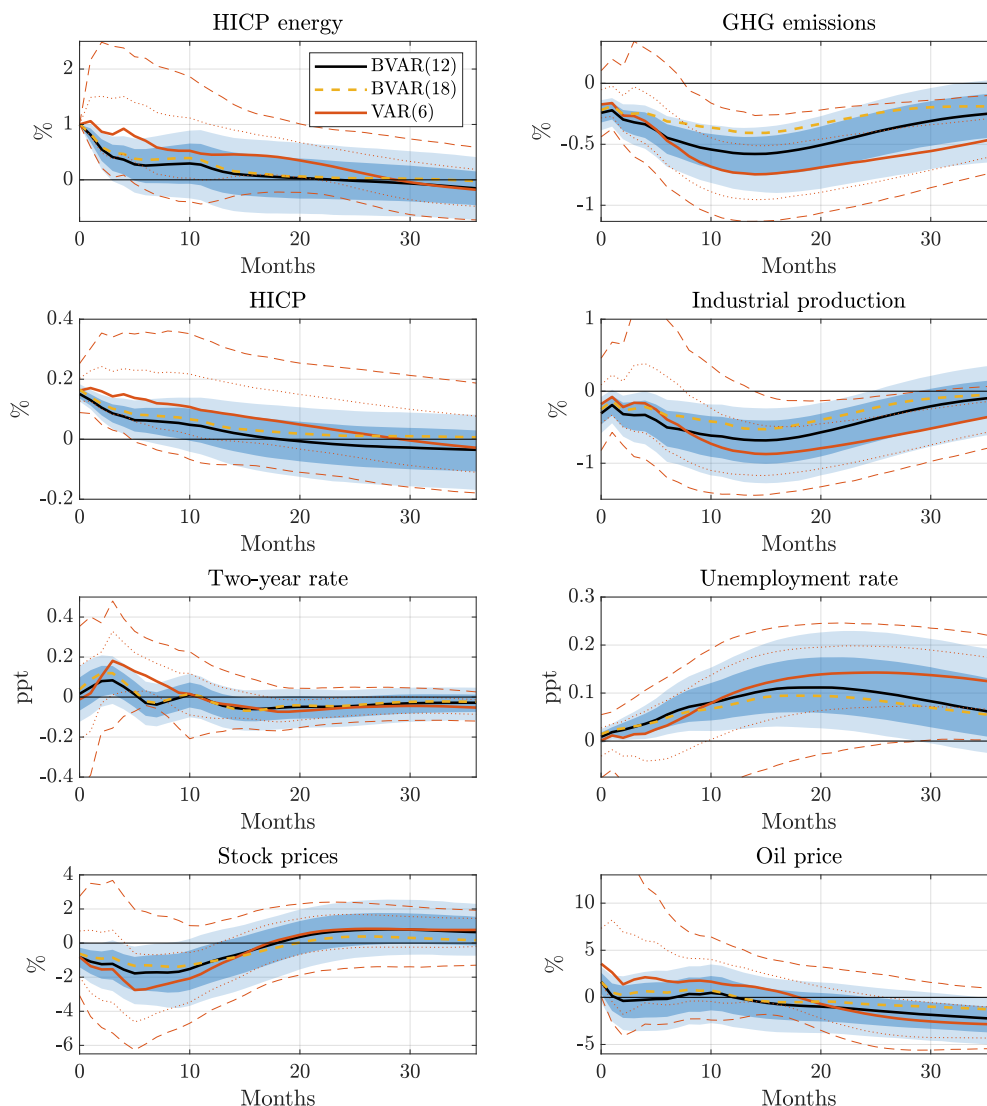 HICP energy
GHG emissions
BVAR(12)
BVAR(18)
VAR(6)
%
2
1
0
0 10 20 30
Months
%
0
-0.5
-1
0 10 20 30
Months
HICP
Industrial production
%
0.4
0.2
0
-0.2
0 10 20 30
Months
%
1
0
-1
0 10 20 30
Months
Two-year rate
Unemployment rate
ppt
0.4
0.2
0
-0.2
-0.4
0 10 20 30
Months
ppt
0.3
0.2
0.1
0
0 10 20 30
Months
Stock prices
Oil price
%
4
2
0
-2
-4
-6
0 10 20 30
Months
%
10
5
0
-5
0 10 20 30
Months